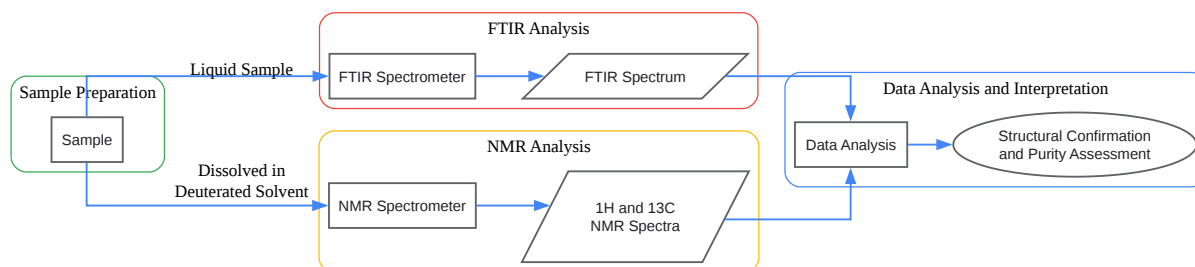 FTIR Analysis
Liquid Sample
FTIR Spectrometer
FTIR Spectrum
Sample Preparation
Sample
Data Analysis and Interpretation
Data Analysis
Structural Confirmation
and Purity Assessment
NMR Analysis
Dissolved in
Deuterated Solvent
NMR Spectrometer
1H and 13C
NMR Spectra